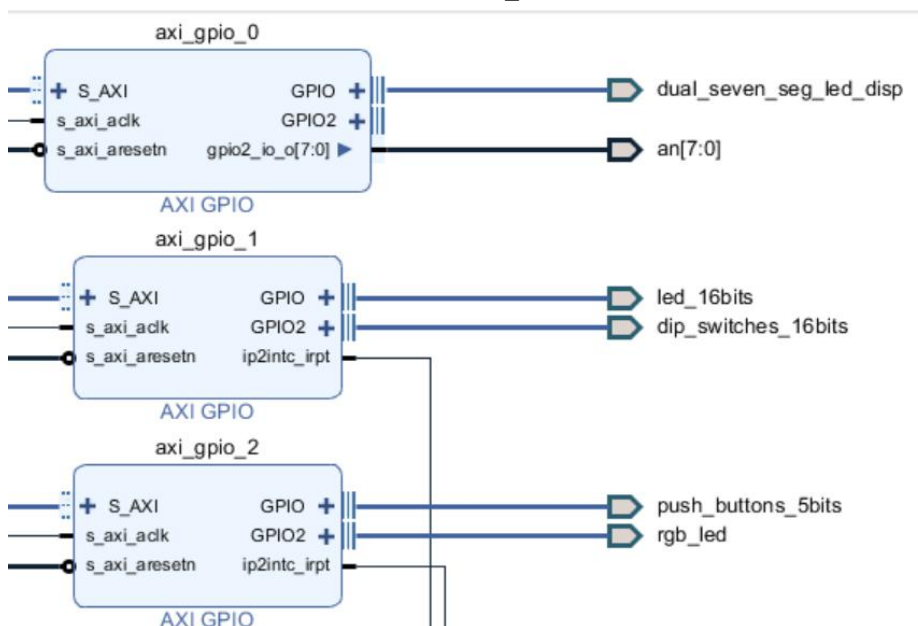 axi_gpio_0
S_AXI GPIO
s_axi_aclk GPIO2
s_axi_aresetn gpio2_io_o[7:0]
AXI GPIO
dual_seven_seg_led_disp
an[7:0]
axi_gpio_1
S_AXI GPIO
s_axi_aclk GPIO2
s_axi_aresetn ip2intc_irpt
AXI GPIO
led_16bits
dip_switches_16bits
axi_gpio_2
S_AXI GPIO
s_axi_aclk GPIO2
s_axi_aresetn ip2intc_irpt
AXI GPIO
push_buttons_5bits
rgb_led